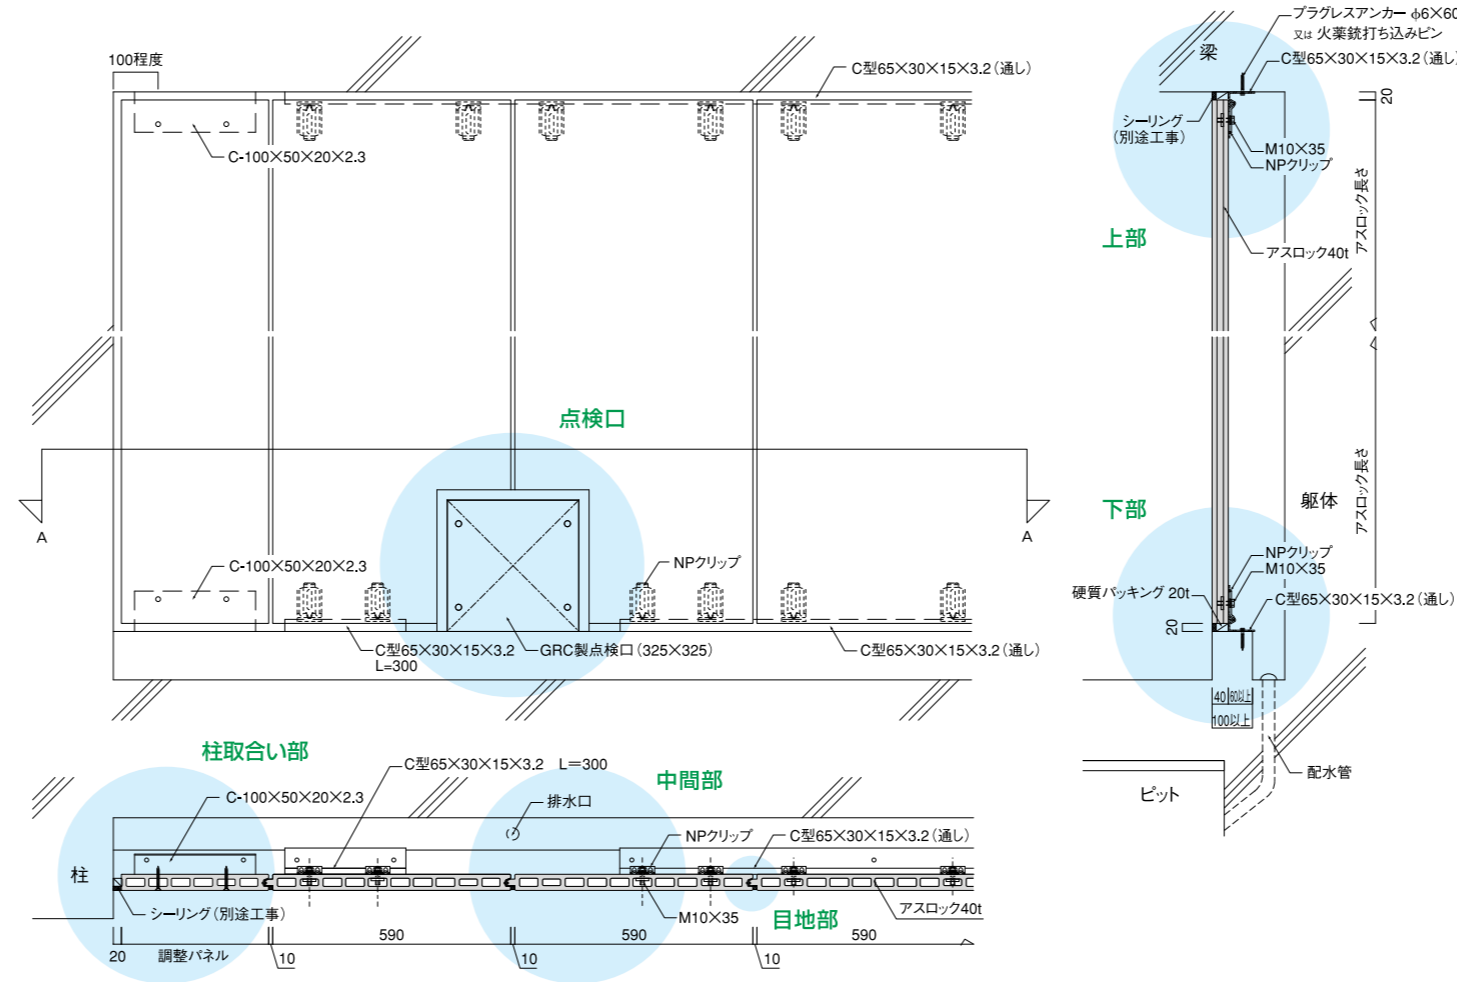 100程度
C型65×30×15×3.2(通し)
C-100×50×20×2.3
点検口
A
A
C-100×50×20×2.3
NPクリップ
C型65×30×15×3.2
L=300
GRC製点検口(325×325)
C型65×30×15×3.2(通し)
プラグレスアンカー φ6×60
又は 火薬銃打ち込みピン
梁
C型65×30×15×3.2(通し)
20
シーリング
(別途工事)
M10×35
NPクリップ
アスロック長さ
上部
アスロック40t
アスロック長さ
下部
躯体
NPクリップ
M10×35
硬質パッキング 20t
C型65×30×15×3.2(通し)
20
40
60以上
100以上
配水管
ピット
柱取合い部
C型65×30×15×3.2 L=300
中間部
C-100×50×20×2.3
排水口
NPクリップ
C型65×30×15×3.2(通し)
柱
シーリング(別途工事)
M10×35
目地部
アスロック40t
20
調整パネル
10
590
10
590
10
590